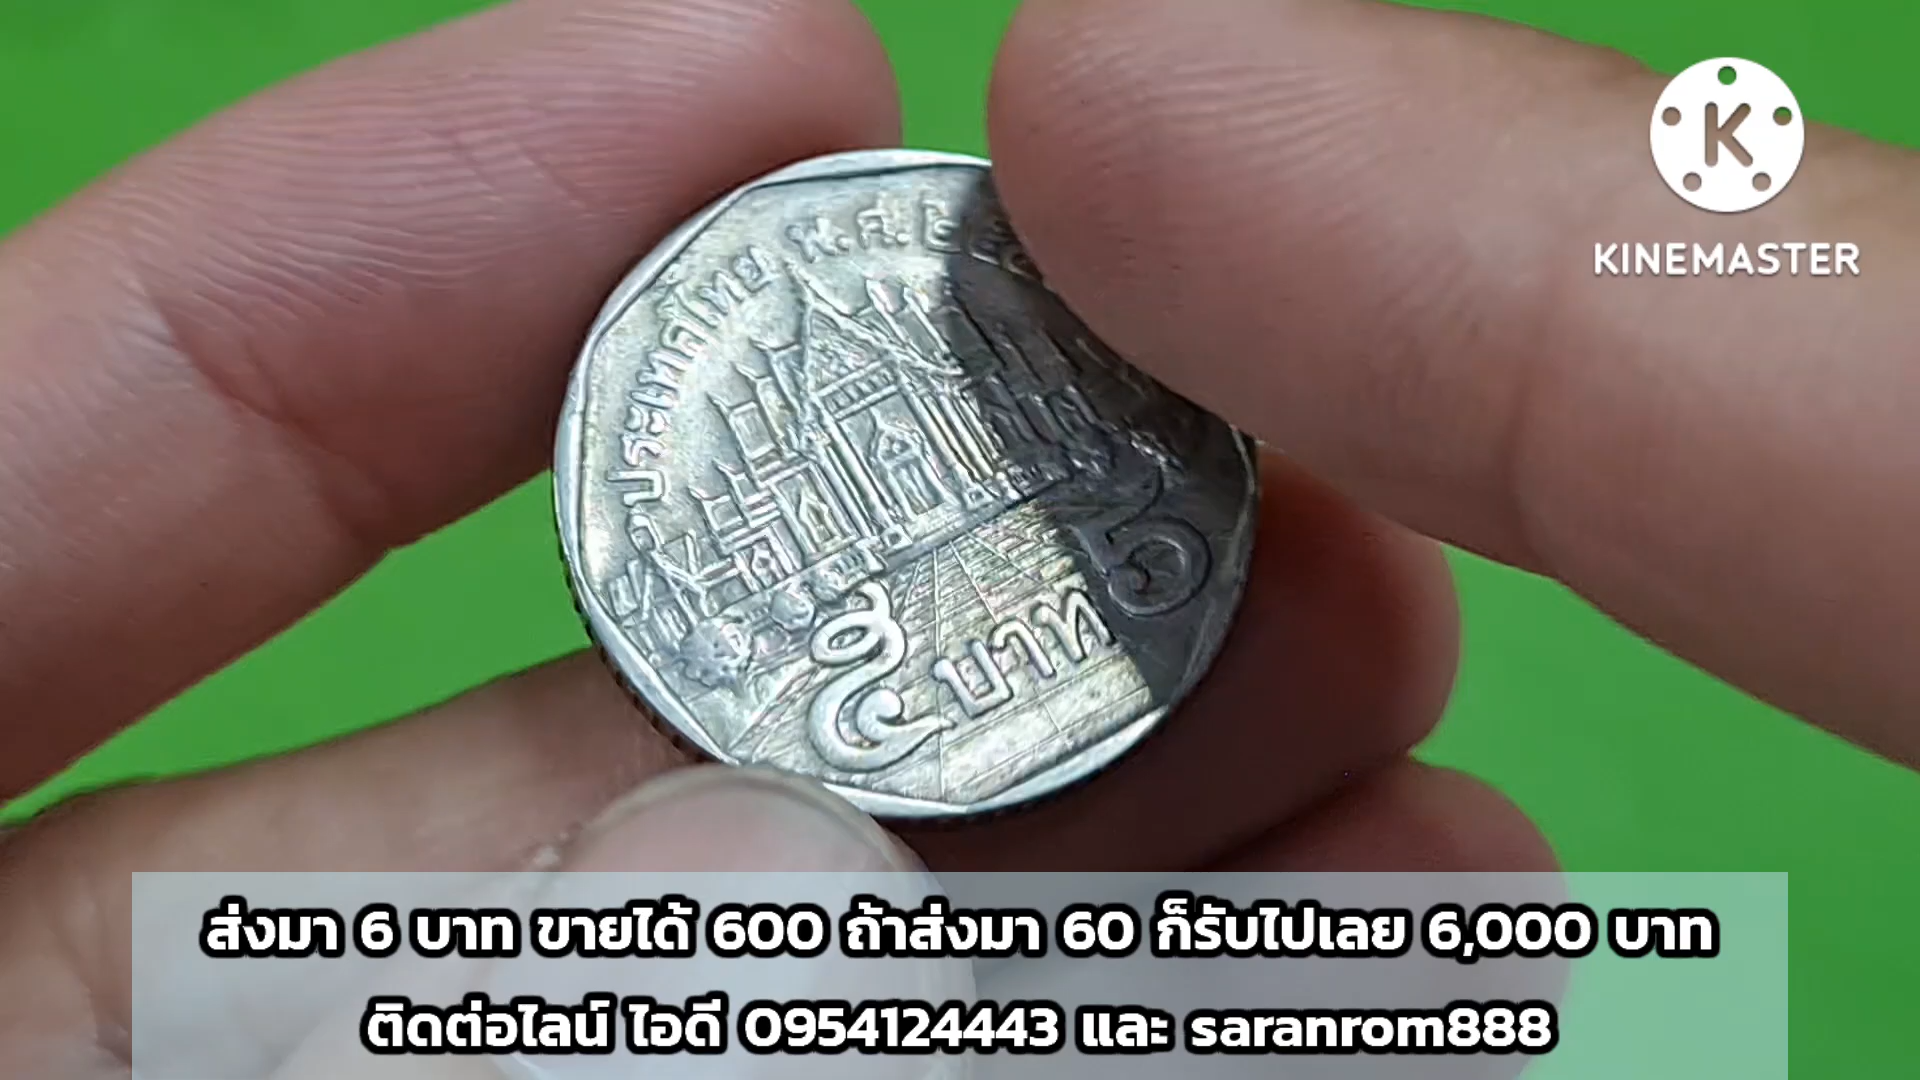 KINEMASTER
ประเทศไทย พ.ศ. ๒๕
๕ บาท
ส่งมา 6 บาท ขายได้ 600 ถ้าส่งมา 60 ก็รับไปเลย 6,000 บาท
ติดต่อไลน์ ไอดี 0954124443 และ saranrom888